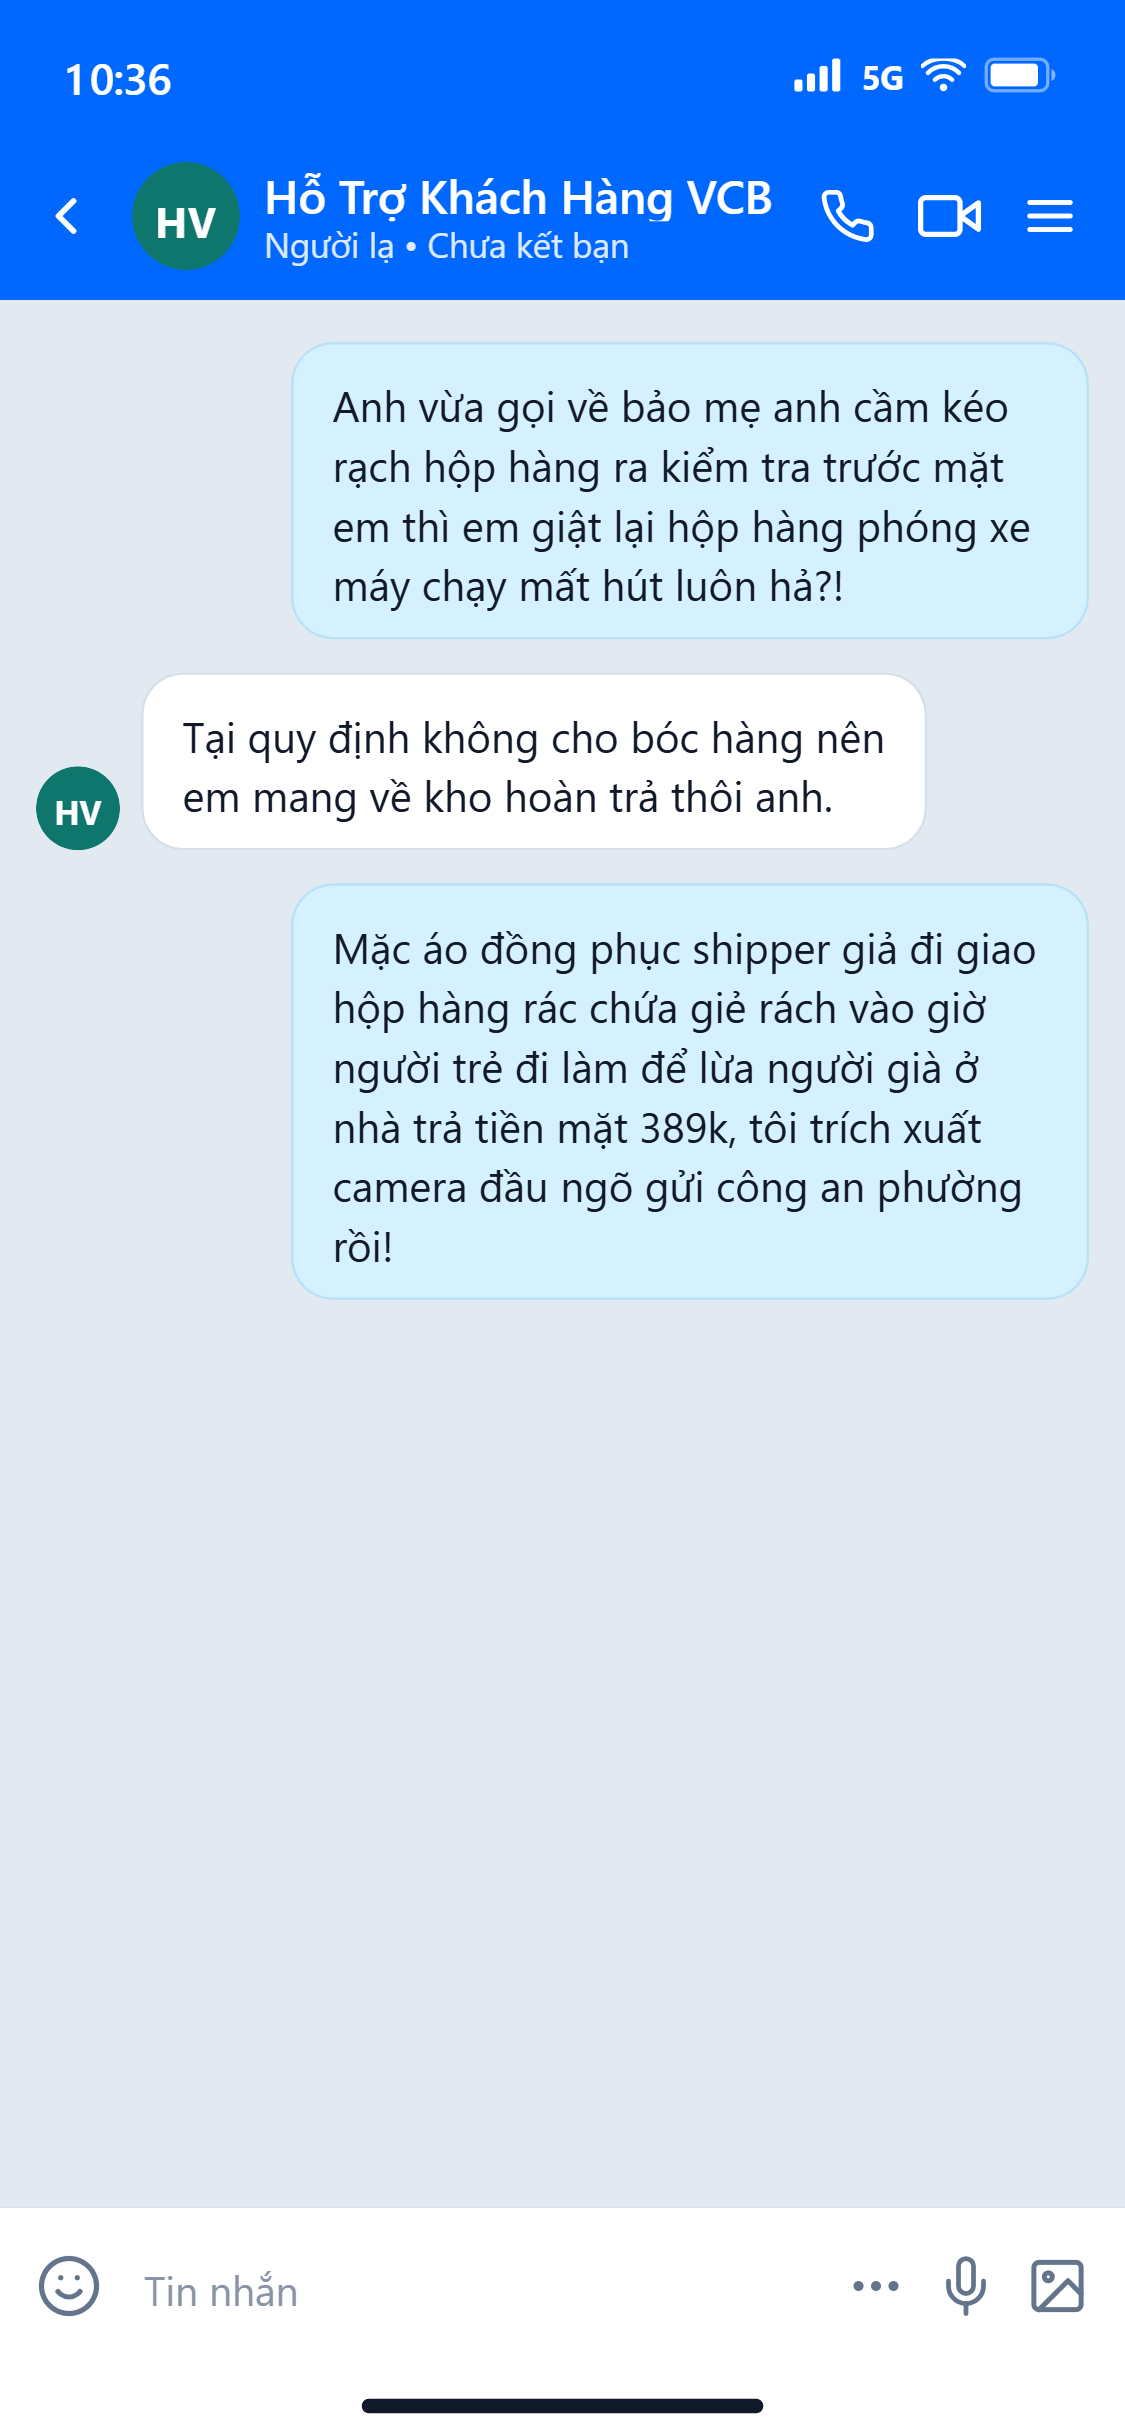 10:36
5G
HV
Hỗ Trợ Khách Hàng VCB
Người lạ • Chưa kết bạn
Anh vừa gọi về bảo mẹ anh cầm kéo
rạch hộp hàng ra kiểm tra trước mặt
em thì em giật lại hộp hàng phóng xe
máy chạy mất hút luôn hả?!
Tại quy định không cho bóc hàng nên
em mang về kho hoàn trả thôi anh.
HV
Mặc áo đồng phục shipper giả đi giao
hộp hàng rác chứa giẻ rách vào giờ
người trẻ đi làm để lừa người già ở
nhà trả tiền mặt 389k, tôi trích xuất
camera đầu ngõ gửi công an phường
rồi!
Tin nhắn